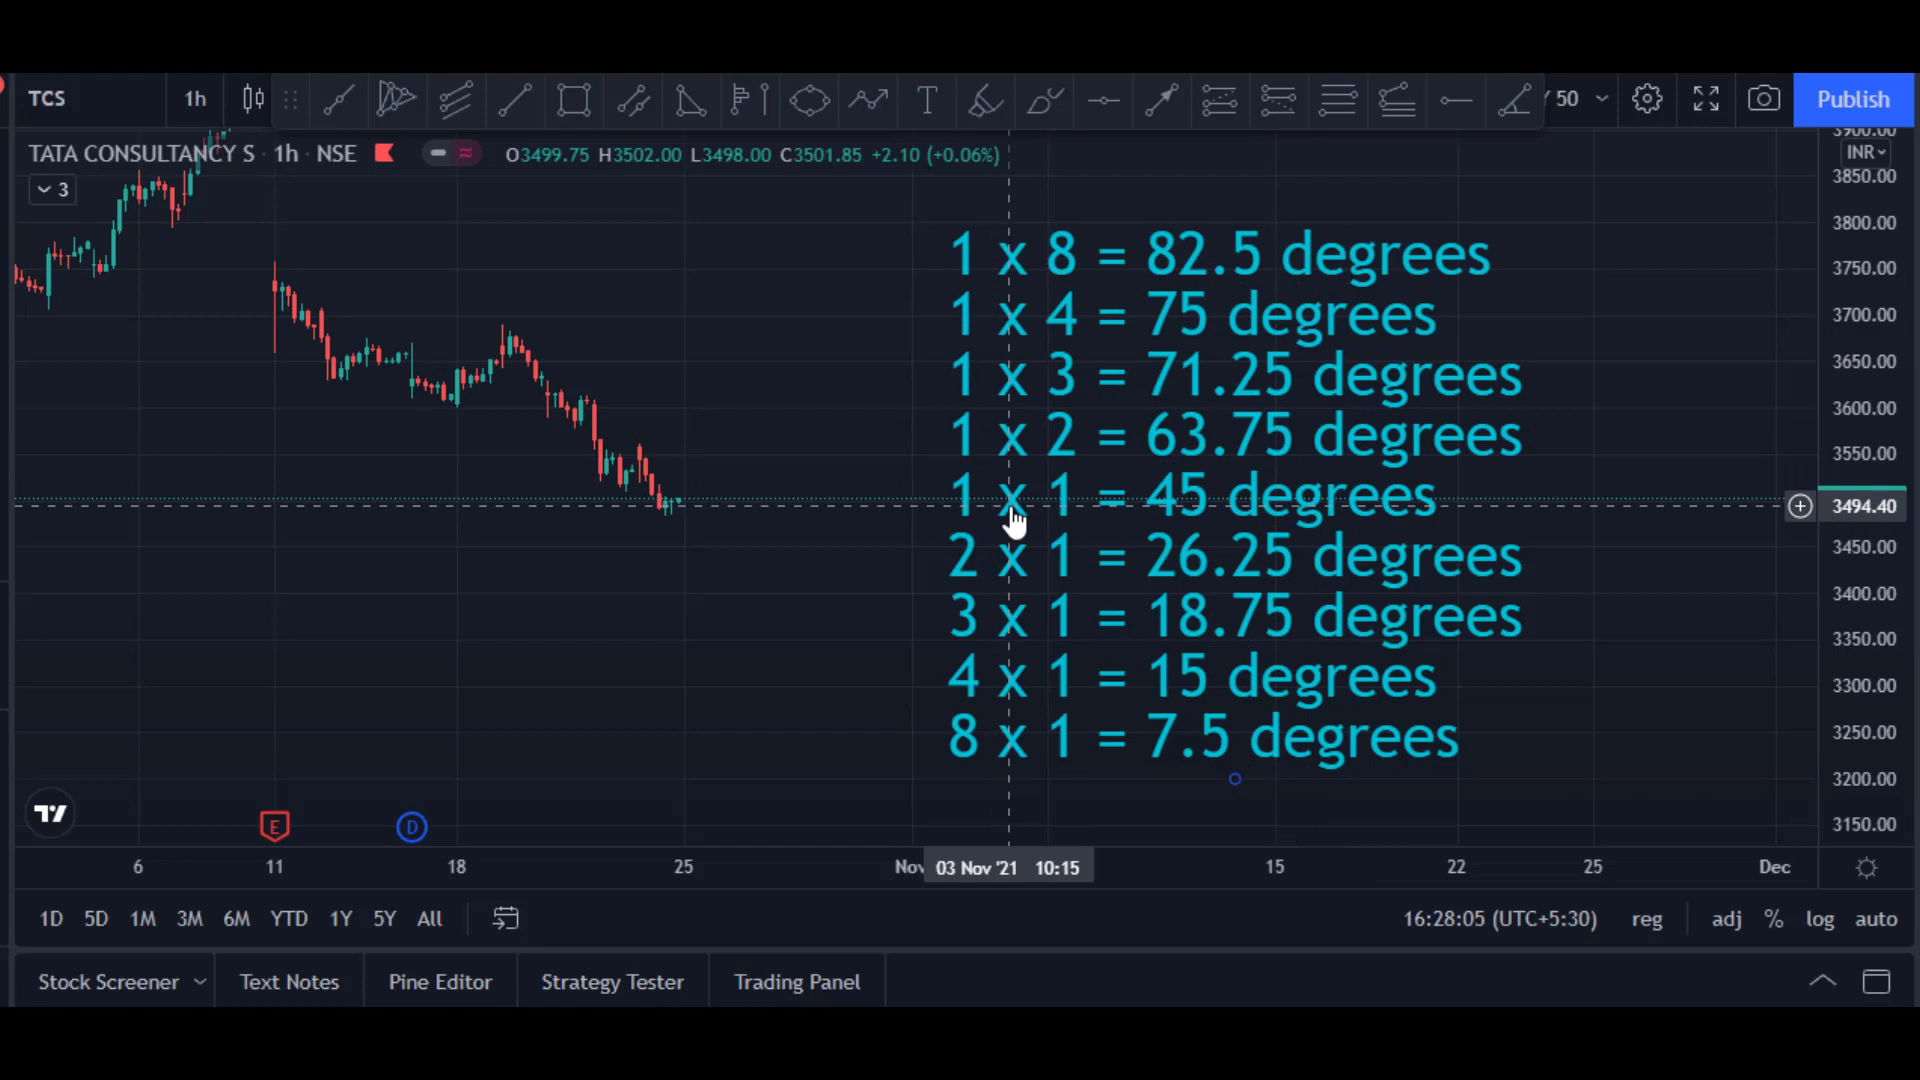 TCS 1h T 50 Publish
TATA CONSULTANCY S · 1h · NSE O3499.75 H3502.00 L3498.00 C3501.85 +2.10 (+0.06%)
3
3900.00
INR
3850.00
3800.00
3750.00
3700.00
3650.00
3600.00
3550.00
3494.40
3450.00
3400.00
3350.00
3300.00
3250.00
3200.00
3150.00
1 x 8 = 82.5 degrees
1 x 4 = 75 degrees
1 x 3 = 71.25 degrees
1 x 2 = 63.75 degrees
1 x 1 = 45 degrees
2 x 1 = 26.25 degrees
3 x 1 = 18.75 degrees
4 x 1 = 15 degrees
8 x 1 = 7.5 degrees
E D
6 11 18 25 Nov 03 Nov '21 10:15 15 22 25 Dec
1D 5D 1M 3M 6M YTD 1Y 5Y All 16:28:05 (UTC+5:30) reg adj % log auto
Stock Screener Text Notes Pine Editor Strategy Tester Trading Panel